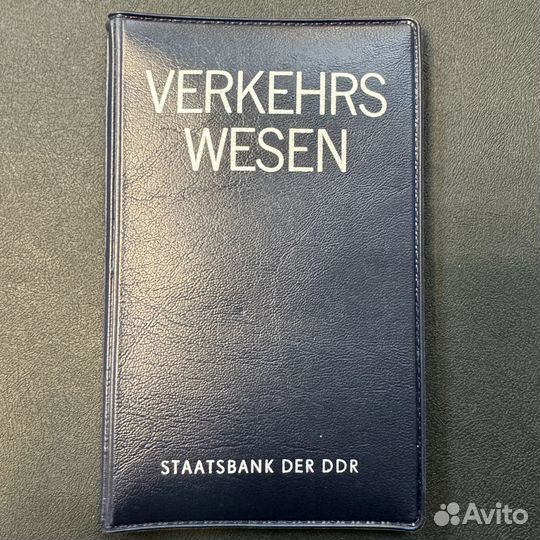 VERKEHRS
WESEN
STAATSBANK DER DDR
Avito